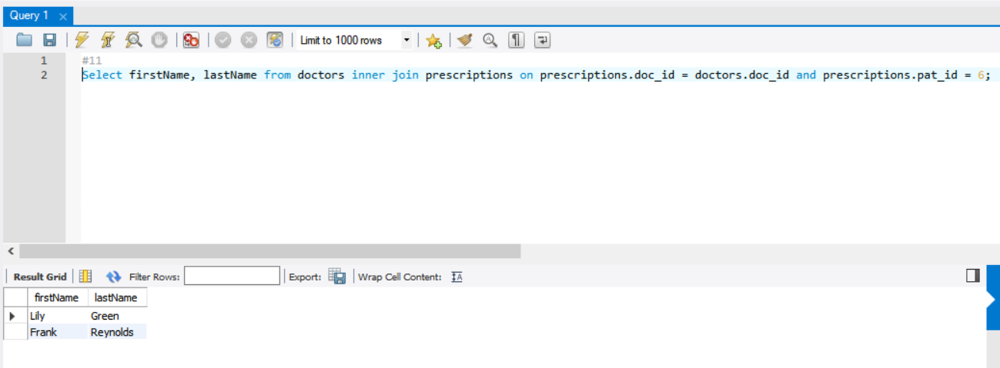 Query 1
Limit to 1000 rows
1 #11
2 Select firstName, lastName from doctors inner join prescriptions on prescriptions.doc_id = doctors.doc_id and prescriptions.pat_id = 6;
Result Grid Filter Rows: Export: Wrap Cell Content:
firstName lastName
Lily Green
Frank Reynolds